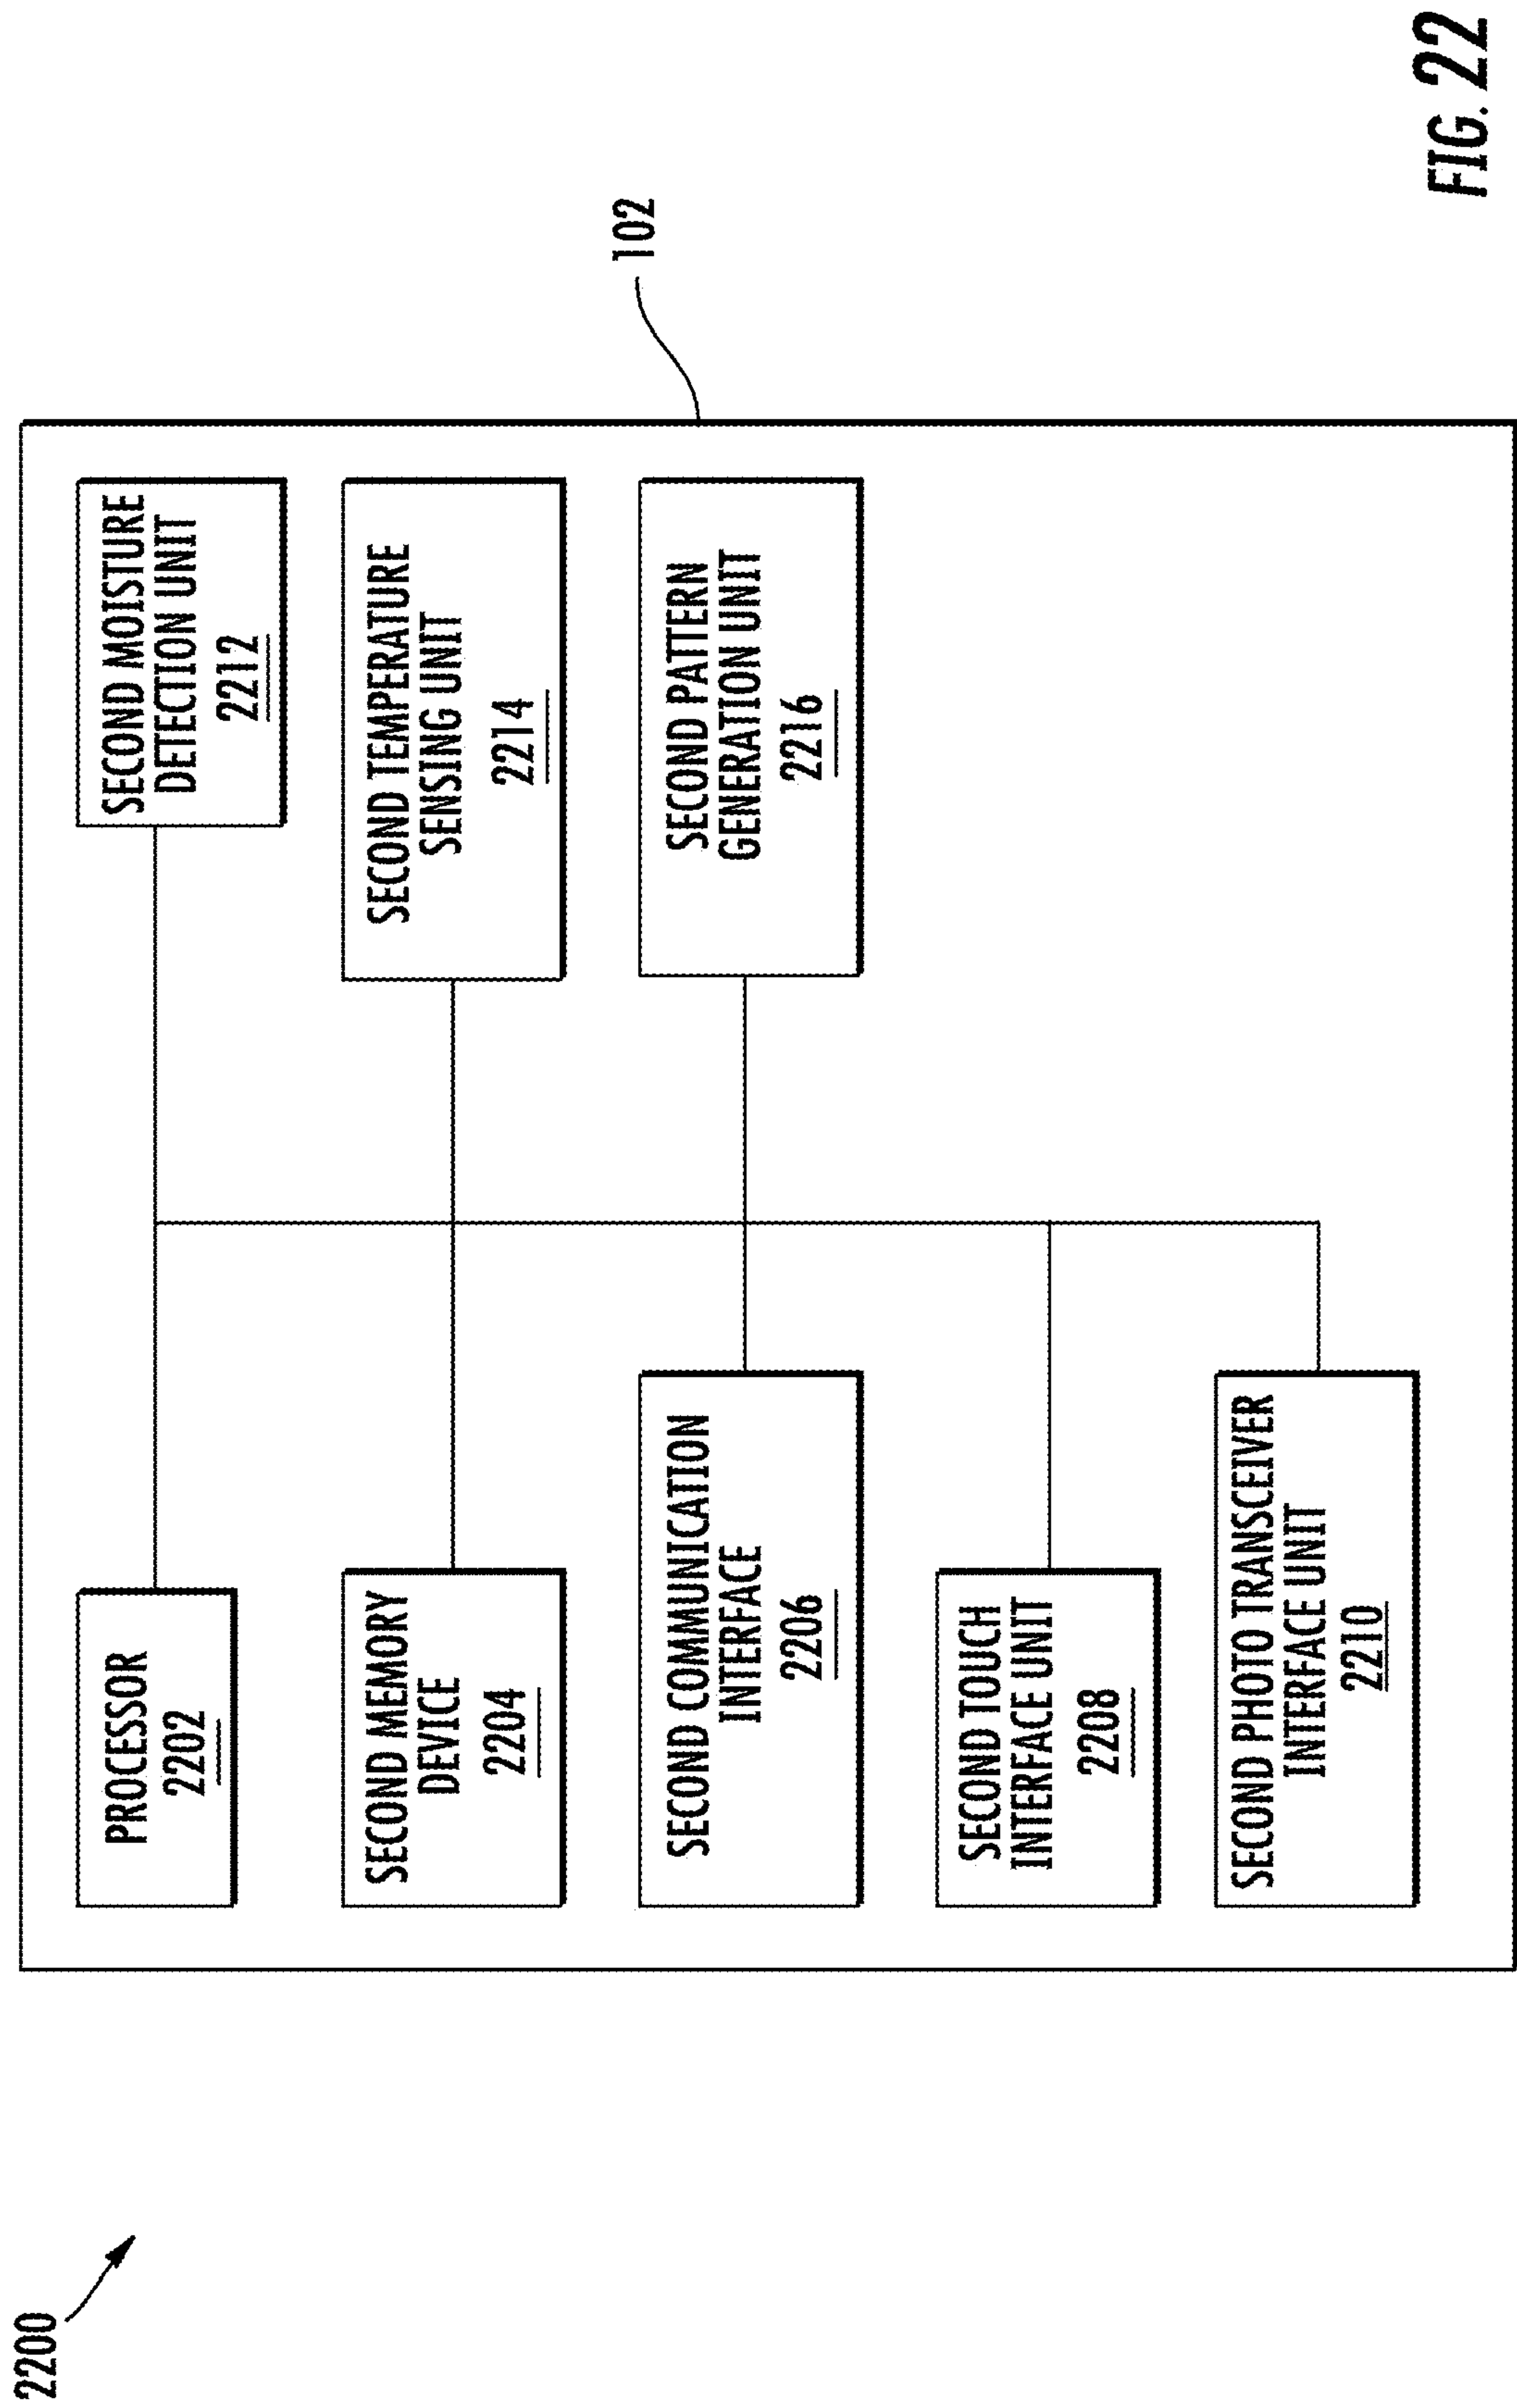 2200
PROCESSOR
2202
SECOND MEMORY
DEVICE
2204
SECOND COMMUNICATION
INTERFACE
2206
SECOND TOUCH
INTERFACE UNIT
2208
SECOND PHOTO TRANSCEIVER
INTERFACE UNIT
2210
SECOND MOISTURE
DETECTION UNIT
2212
SECOND TEMPERATURE
SENSING UNIT
2214
SECOND PATTERN
GENERATION UNIT
2216
102
FIG. 22